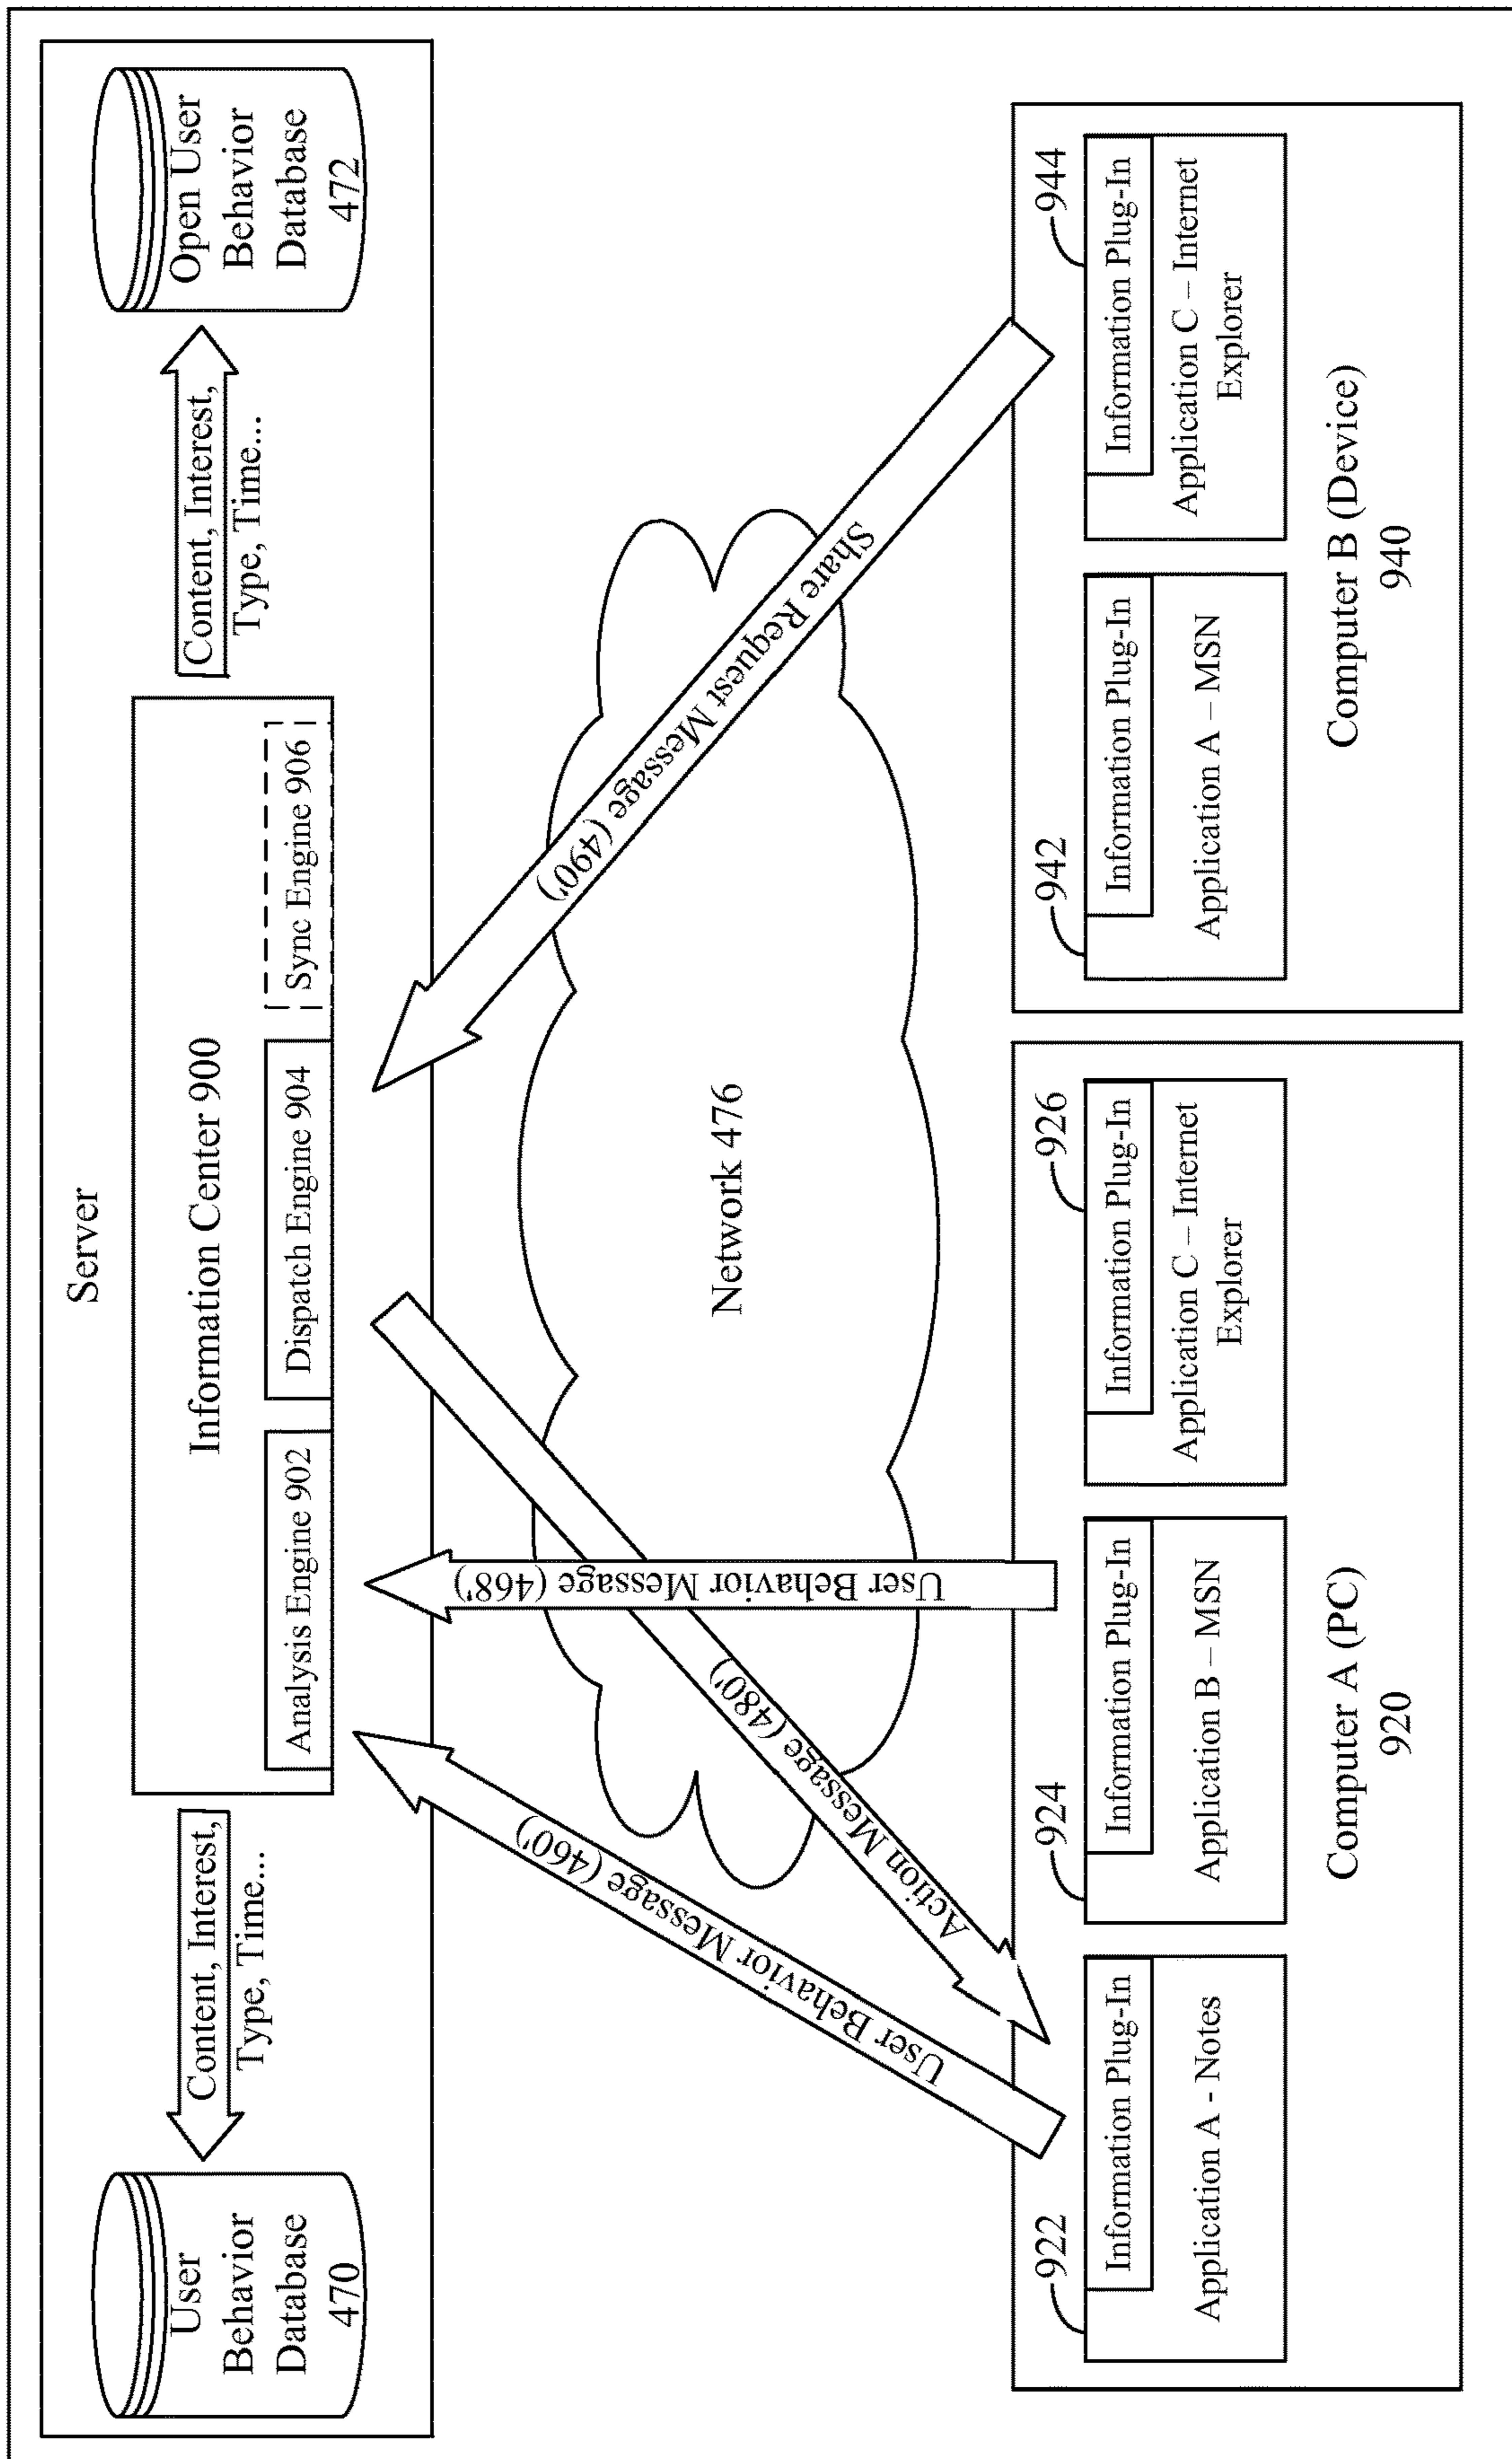 Server
User
Behavior
Database
470
Content, Interest,
Type, Time...
Information Center 900
Analysis Engine 902
Dispatch Engine 904
Sync Engine 906
Content, Interest,
Type, Time...
Open User
Behavior
Database
472
User Behavior Message (460')
Action Message (480')
User Behavior Message (468')
Network 476
Share Request Message (490')
922
Information Plug-In
Application A - Notes
924
Information Plug-In
Application B – MSN
926
Information Plug-In
Application C – Internet
Explorer
Computer A (PC)
920
942
Information Plug-In
Application A – MSN
944
Information Plug-In
Application C – Internet
Explorer
Computer B (Device)
940